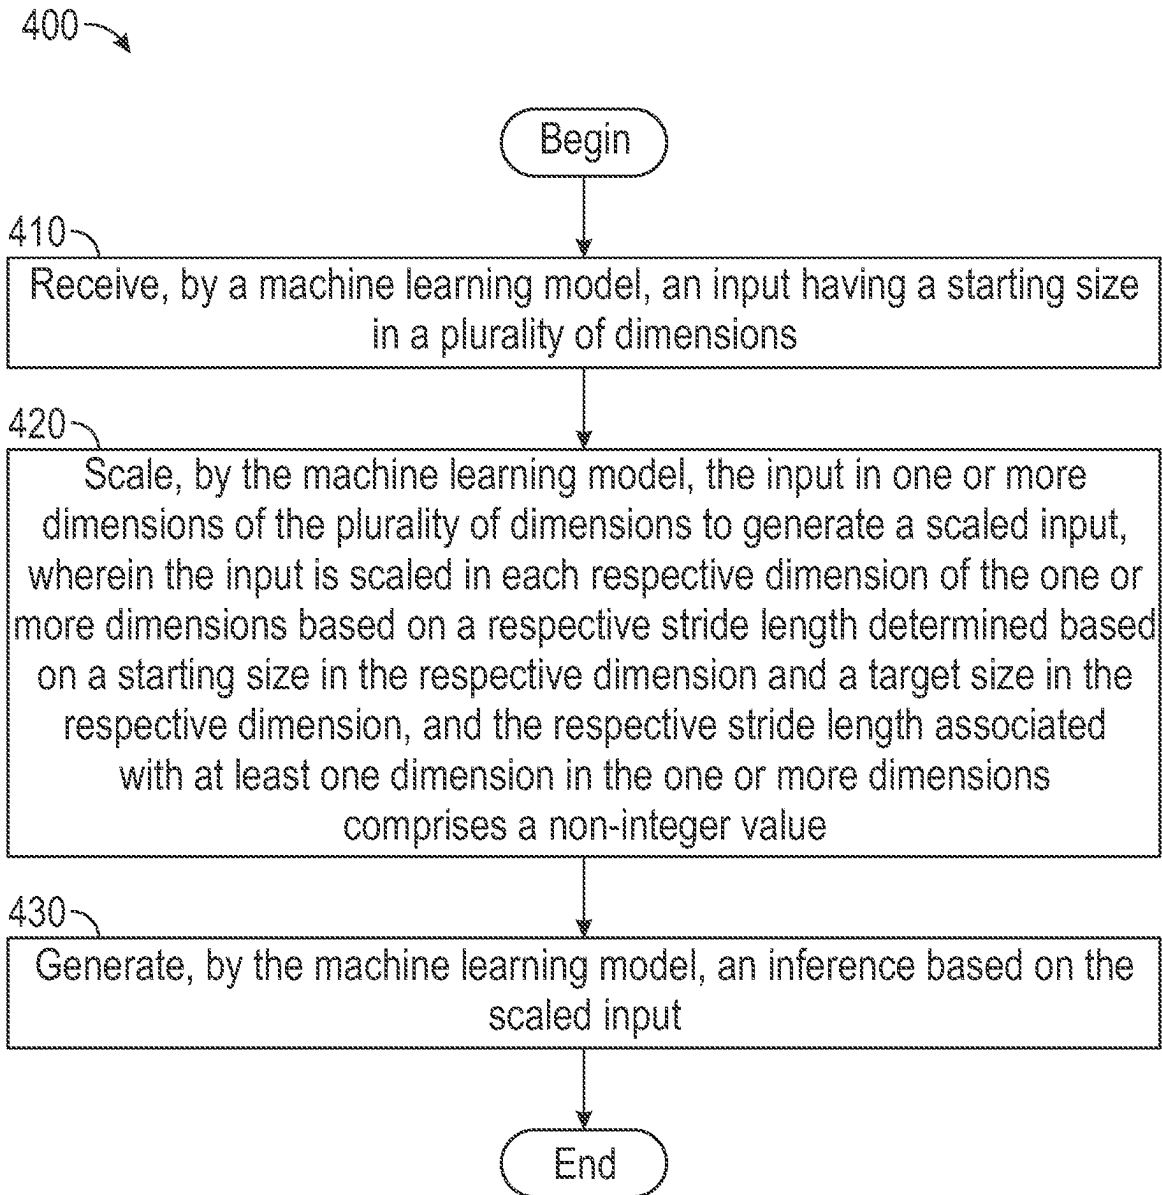 400
Begin
410
Receive, by a machine learning model, an input having a starting size
in a plurality of dimensions
420
Scale, by the machine learning model, the input in one or more
dimensions of the plurality of dimensions to generate a scaled input,
wherein the input is scaled in each respective dimension of the one or
more dimensions based on a respective stride length determined based
on a starting size in the respective dimension and a target size in the
respective dimension, and the respective stride length associated
with at least one dimension in the one or more dimensions
comprises a non-integer value
430
Generate, by the machine learning model, an inference based on the
scaled input
End